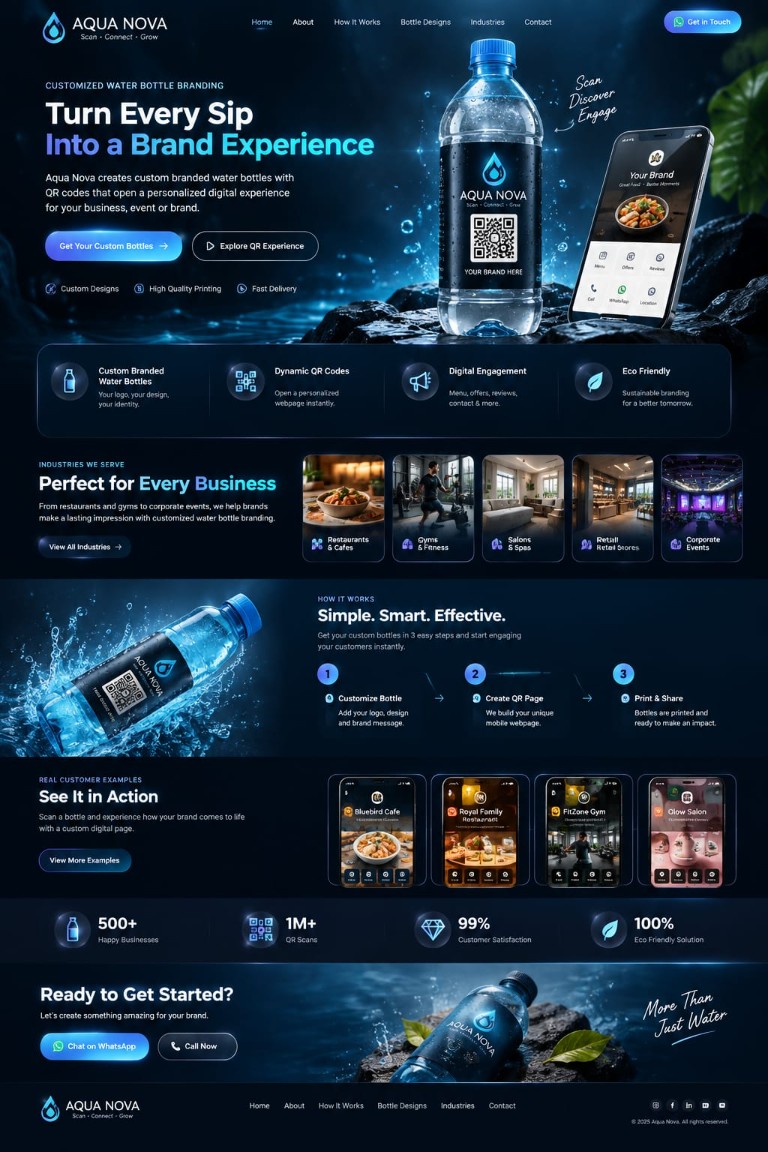 AQUA NOVA
Scan • Connect • Grow
Home
About
How It Works
Bottle Designs
Industries
Contact
Get in Touch
CUSTOMIZED WATER BOTTLE BRANDING
Turn Every Sip
Into a Brand Experience
Aqua Nova creates custom branded water bottles with
QR codes that open a personalized digital experience
for your business, event or brand.
Get Your Custom Bottles
Explore QR Experience
Custom Designs
High Quality Printing
Fast Delivery
AQUA NOVA
Scan • Connect • Grow
YOUR BRAND HERE
Scan
Discover
Engage
Your Brand
Menu
Offers
Reviews
Call
WhatsApp
Location
Custom Branded
Water Bottles
Your logo, your design,
your identity.
Dynamic QR Codes
Open a personalized
webpage instantly.
Digital Engagement
Menu, offers, reviews,
contact & more.
Eco Friendly
Sustainable branding
for a better tomorrow.
INDUSTRIES WE SERVE
Perfect for Every Business
From restaurants and gyms to corporate events, we help brands
make a lasting impression with customized water bottle branding.
View All Industries
Restaurants
& Cafes
Gyms
& Fitness
Salons
& Spas
Retail Stores
Corporate
Events
AQUA NOVA
HOW IT WORKS
Simple. Smart. Effective.
Get your custom bottles in 3 easy steps and start engaging
your customers instantly.
1
Customize Bottle
Add your logo, design
and brand message.
2
Create QR Page
We build your unique
mobile webpage.
3
Print & Share
Bottles are printed and
ready to make an impact.
REAL CUSTOMER EXAMPLES
See It in Action
Scan a bottle and experience how your brand comes to life
with a custom digital page.
View More Examples
Bluebird Cafe
Royal Family
Restaurant
FitZone Gym
Olow Salon
500+
Happy Businesses
1M+
QR Scans
99%
Customer Satisfaction
100%
Eco Friendly Solution
Ready to Get Started?
Let's create something amazing for your brand.
Chat on WhatsApp
Call Now
AQUA NOVA
More Than
Just Water
AQUA NOVA
Scan • Connect • Grow
Home
About
How It Works
Bottle Designs
Industries
Contact
© 2025 Aqua Nova. All rights reserved.